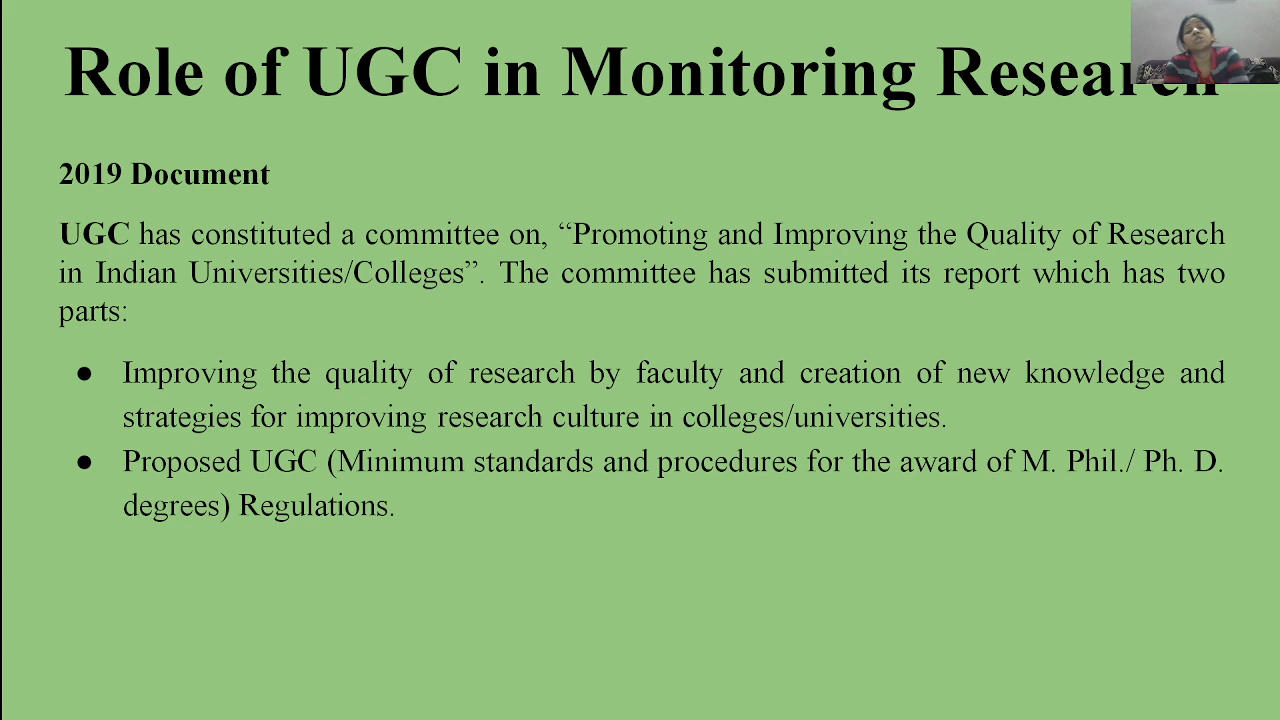 Role of UGC in Monitoring Research
2019 Document
UGC has constituted a committee on, “Promoting and Improving the Quality of Research
in Indian Universities/Colleges”. The committee has submitted its report which has two
parts:
● Improving the quality of research by faculty and creation of new knowledge and
strategies for improving research culture in colleges/universities.
● Proposed UGC (Minimum standards and procedures for the award of M. Phil./ Ph. D.
degrees) Regulations.